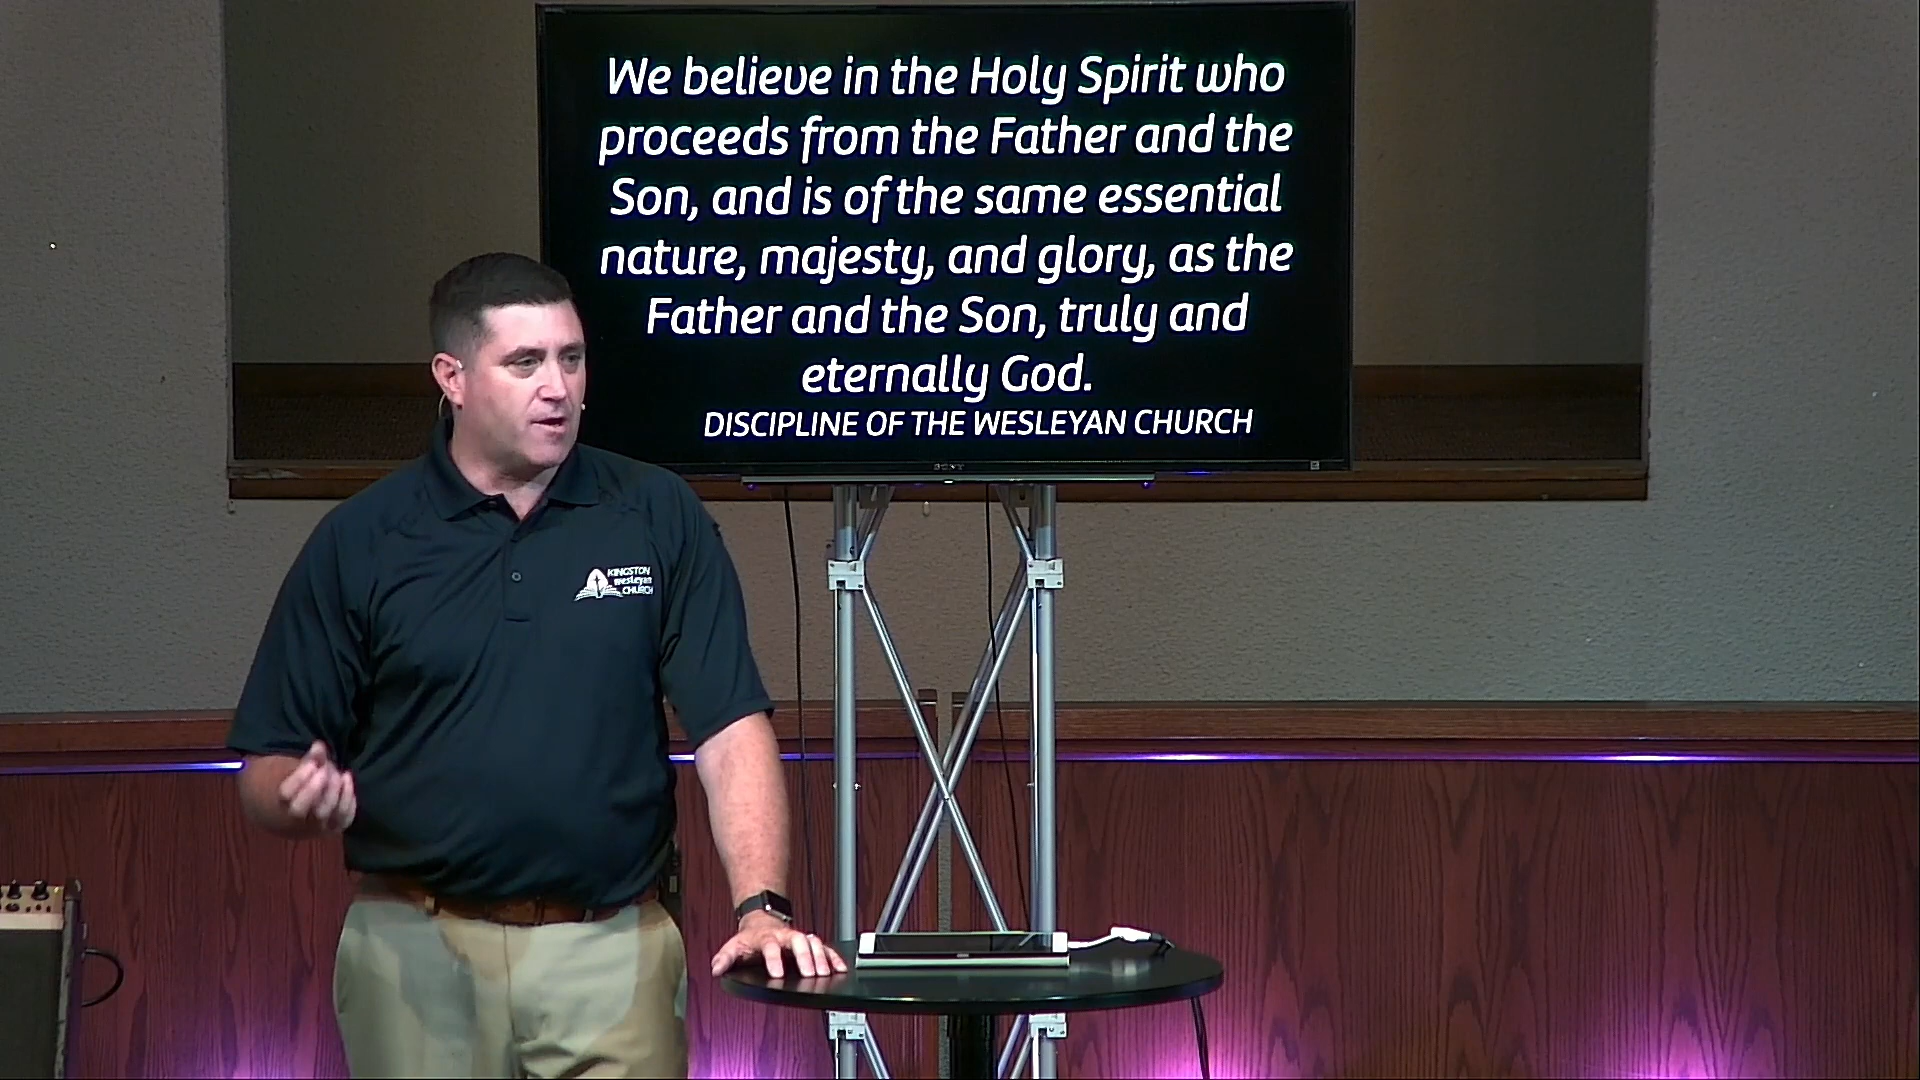 We believe in the Holy Spirit who
proceeds from the Father and the
Son, and is of the same essential
nature, majesty, and glory, as the
Father and the Son, truly and
eternally God.
DISCIPLINE OF THE WESLEYAN CHURCH
SONY
KINGSTON
Wesleyan
CHURCH